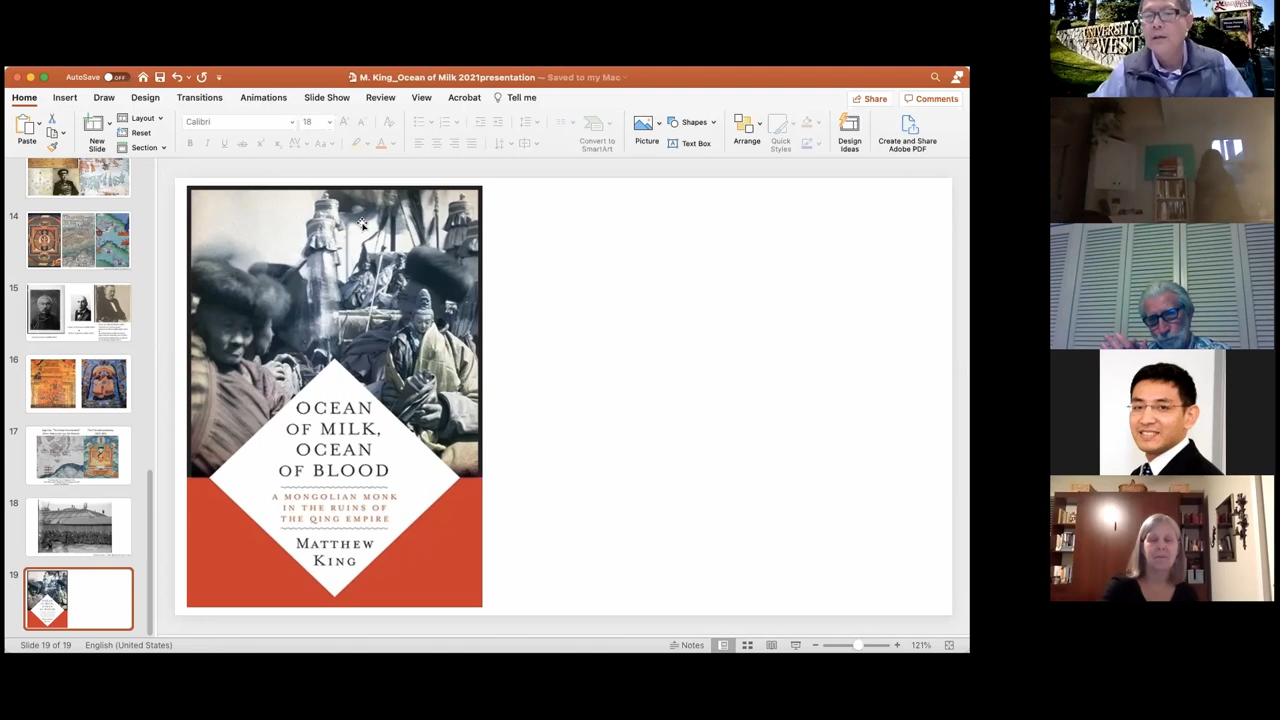 AutoSave OFF
M. King_Ocean of Milk 2021presentation — Saved to my Mac
Home Insert Draw Design Transitions Animations Slide Show Review View Acrobat Tell me
Share Comments
Paste
New Slide
Layout
Reset
Section
Calibri 18
Convert to SmartArt
Picture
Shapes
Text Box
Arrange
Quick Styles
Design Ideas
Create and Share Adobe PDF
14
15
16
17
18
19
OCEAN
OF MILK,
OCEAN
OF BLOOD
A MONGOLIAN MONK
IN THE RUINS OF
THE QING EMPIRE
MATTHEW
KING
Slide 19 of 19 English (United States)
Notes 121%
UNIVERSITY
WEST